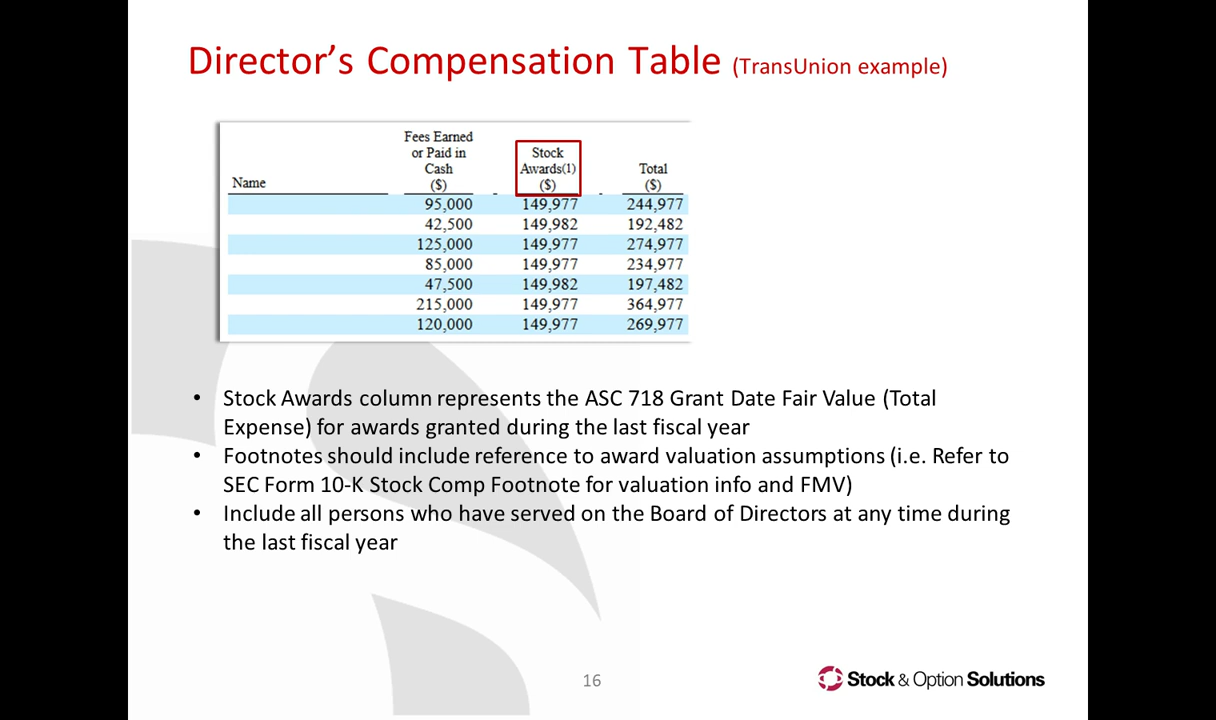 Director’s Compensation Table (TransUnion example)
Fees Earned
or Paid in
Cash
($)
Stock
Awards(1)
($)
Total
($)
Name
95,000 149,977 244,977
42,500 149,982 192,482
125,000 149,977 274,977
85,000 149,977 234,977
47,500 149,982 197,482
215,000 149,977 364,977
120,000 149,977 269,977
• Stock Awards column represents the ASC 718 Grant Date Fair Value (Total
Expense) for awards granted during the last fiscal year
• Footnotes should include reference to award valuation assumptions (i.e. Refer to
SEC Form 10-K Stock Comp Footnote for valuation info and FMV)
• Include all persons who have served on the Board of Directors at any time during
the last fiscal year
16
Stock & Option Solutions